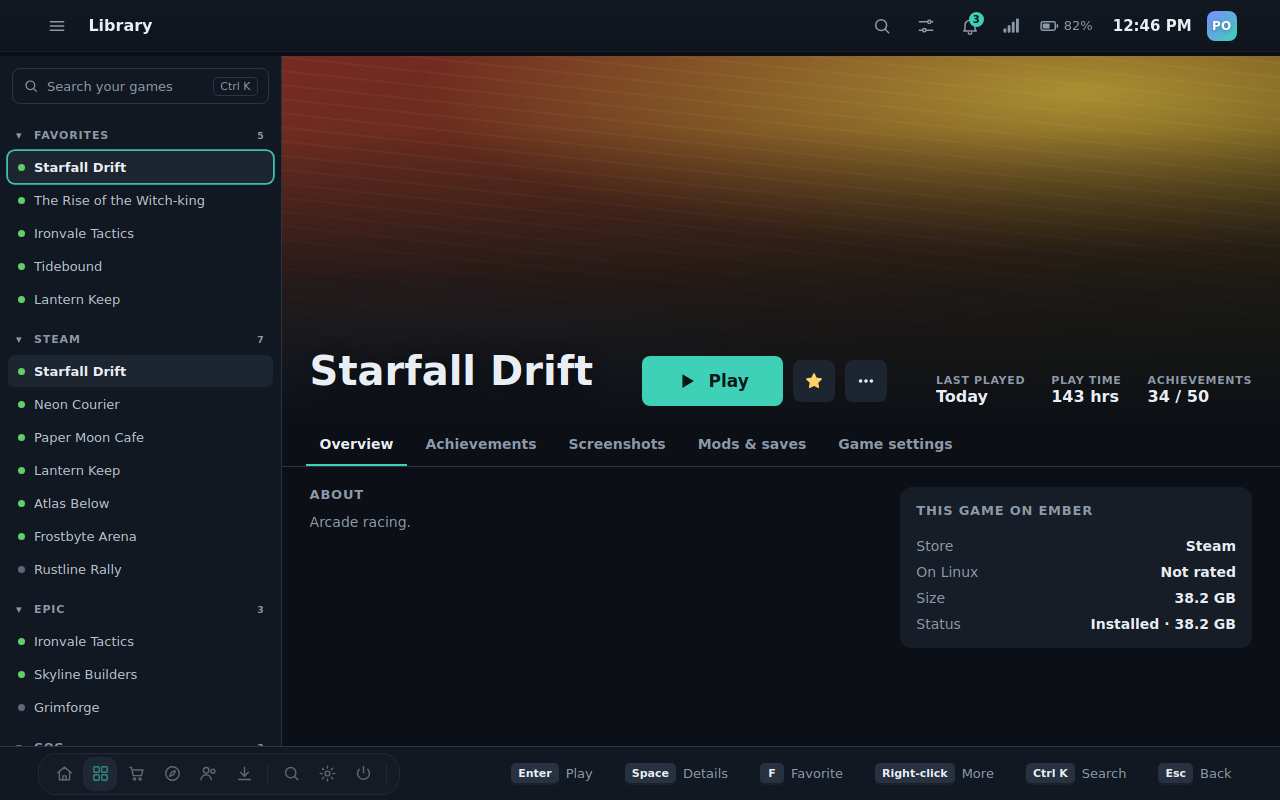 Library
3
82%
12:46 PM
PO
Search your games
Ctrl K
FAVORITES
5
Starfall Drift
The Rise of the Witch-king
Ironvale Tactics
Tidebound
Lantern Keep
STEAM
7
Starfall Drift
Neon Courier
Paper Moon Cafe
Lantern Keep
Atlas Below
Frostbyte Arena
Rustline Rally
EPIC
3
Ironvale Tactics
Skyline Builders
Grimforge
Starfall Drift
Play
LAST PLAYED
Today
PLAY TIME
143 hrs
ACHIEVEMENTS
34 / 50
Overview
Achievements
Screenshots
Mods & saves
Game settings
ABOUT
Arcade racing.
THIS GAME ON EMBER
Store
Steam
On Linux
Not rated
Size
38.2 GB
Status
Installed · 38.2 GB
Enter Play
Space Details
F Favorite
Right-click More
Ctrl K Search
Esc Back